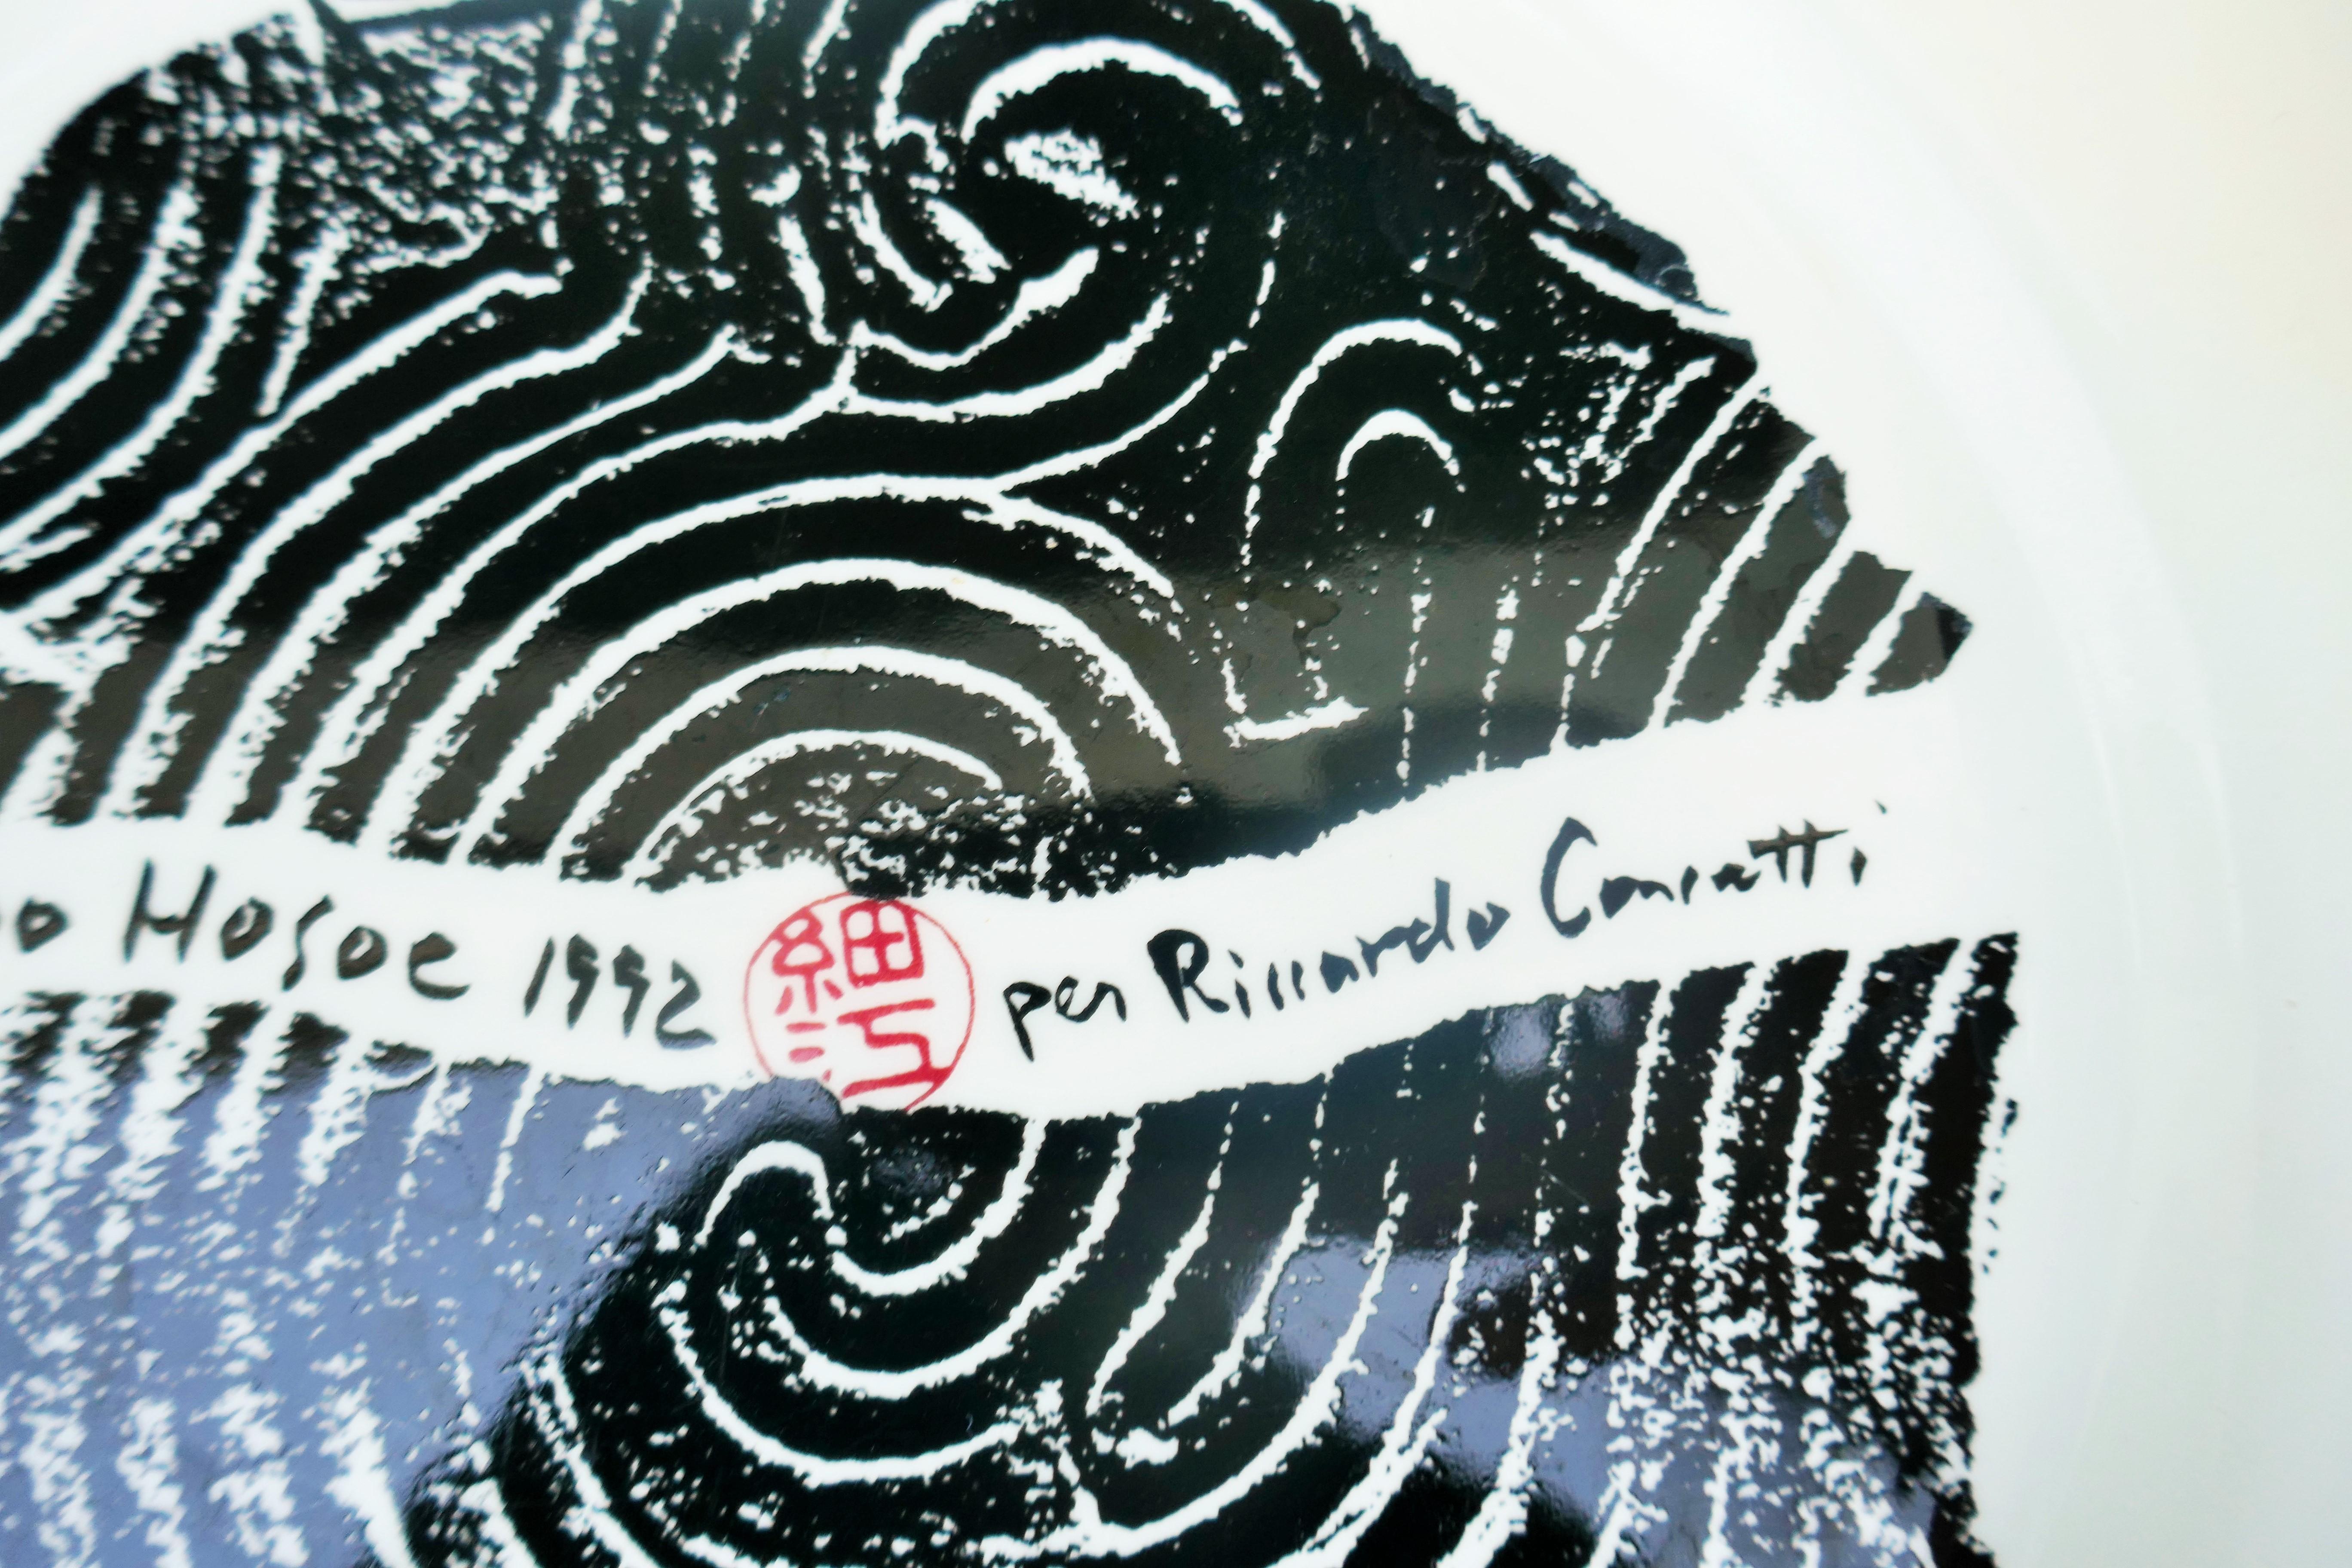 Hosoe 1992 細江 per Riccardo